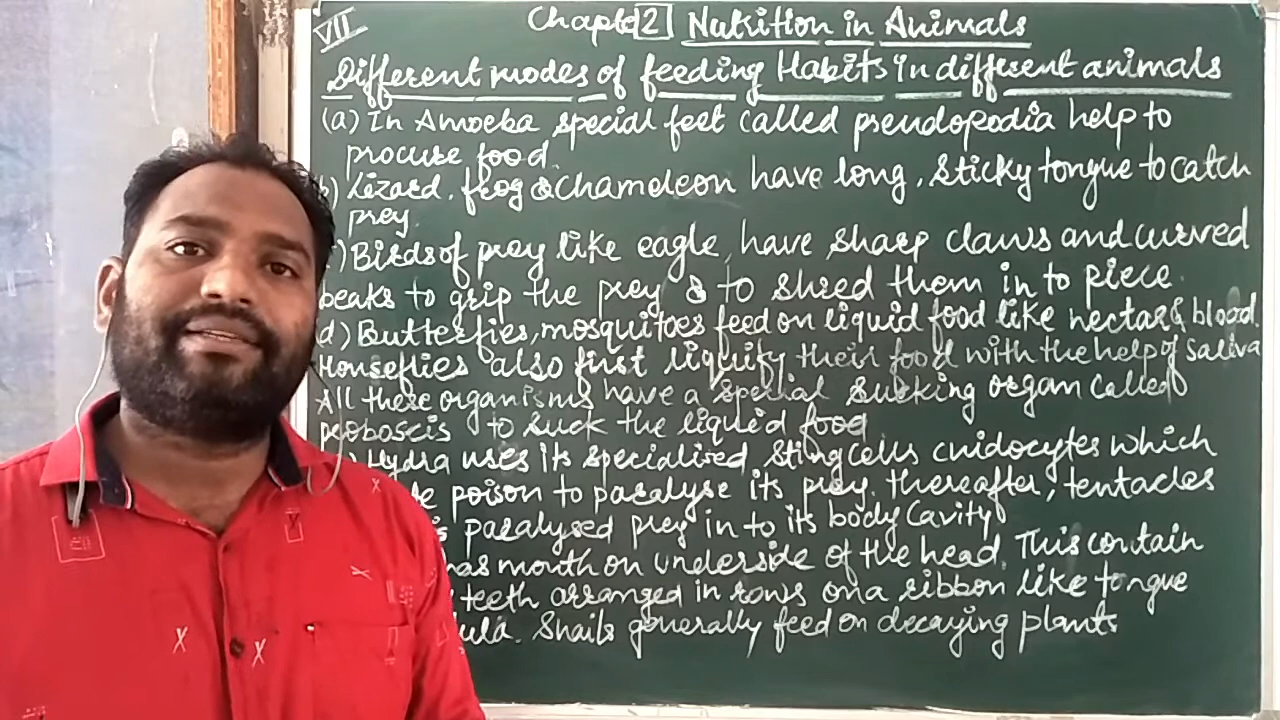 VII
Chapte 2 Nutrition in Animals
Different modes of feeding Habits in different animals
(a) In Amoeba special feet called pseudopodia help to
procure food.
) Lizard, frog & chameleon have long, sticky tongue to catch
prey.
) Birds of prey like eagle, have sharp claws and curved
beaks to grip the prey & to shred them in to piece.
d) Butterfies, mosquitoes feed on liquid food like nectar & blood.
Houseflies also first liquify their food with the help of saliva
All these organisms have a special sucking organ called
proboscis to suck the liquid food
) Hydra uses its specialised sting cells cnidocytes which
poison to paralyse its prey. thereafter, tentacles
paralysed prey in to its body cavity
has mouth on underside of the head. This contain
teeth arranged in rows on a ribbon like tongue
ula. Snails generally feed on decaying plants